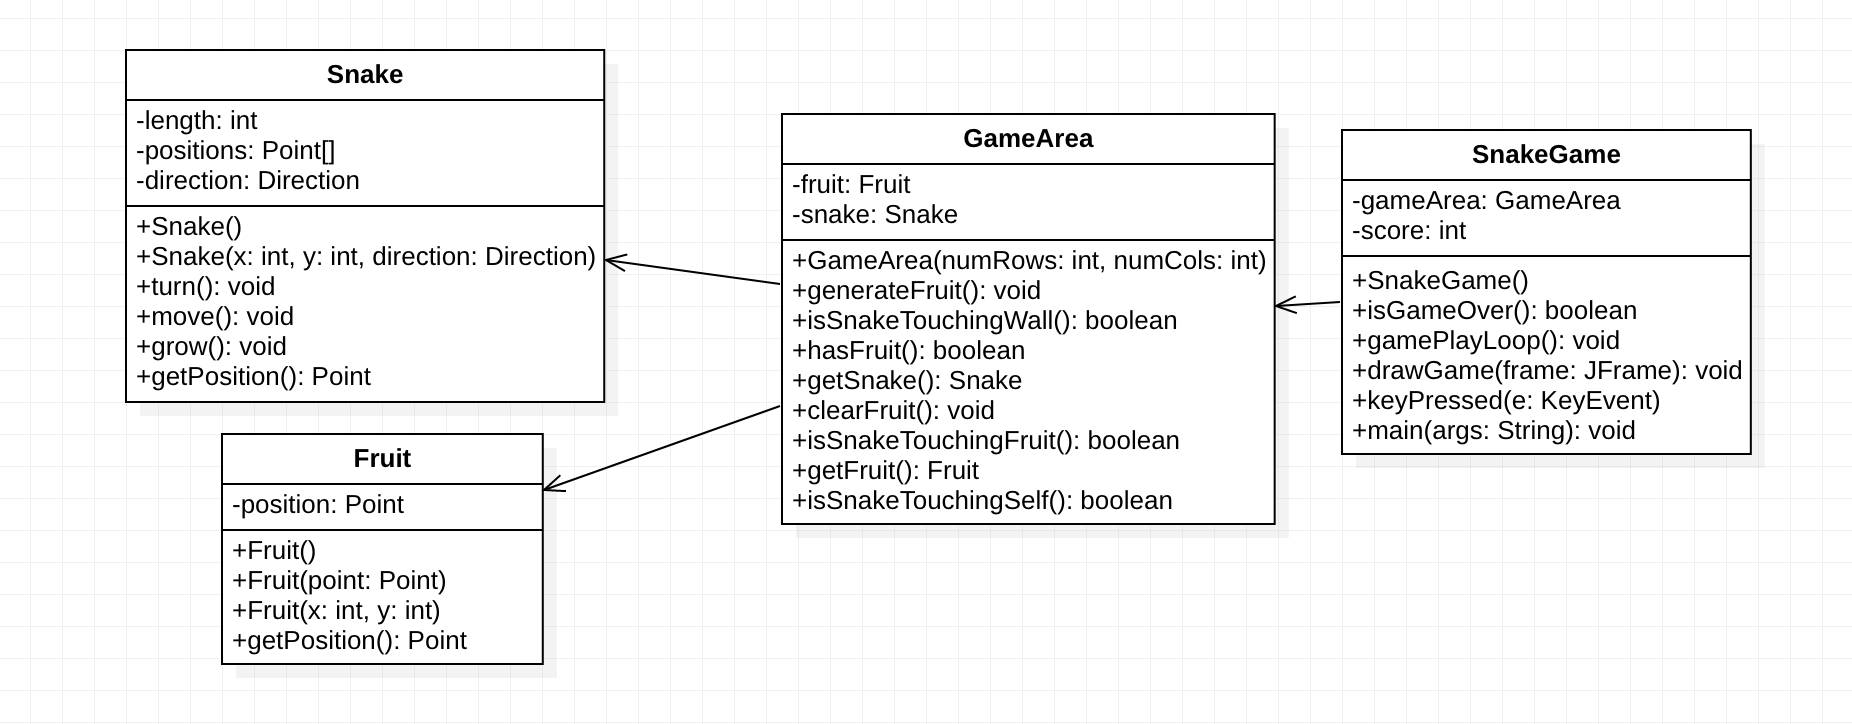 Snake
-length: int
-positions: Point[]
-direction: Direction
+Snake()
+Snake(x: int, y: int, direction: Direction)
+turn(): void
+move(): void
+grow(): void
+getPosition(): Point
Fruit
-position: Point
+Fruit()
+Fruit(point: Point)
+Fruit(x: int, y: int)
+getPosition(): Point
GameArea
-fruit: Fruit
-snake: Snake
+GameArea(numRows: int, numCols: int)
+generateFruit(): void
+isSnakeTouchingWall(): boolean
+hasFruit(): boolean
+getSnake(): Snake
+clearFruit(): void
+isSnakeTouchingFruit(): boolean
+getFruit(): Fruit
+isSnakeTouchingSelf(): boolean
SnakeGame
-gameArea: GameArea
-score: int
+SnakeGame()
+isGameOver(): boolean
+gamePlayLoop(): void
+drawGame(frame: JFrame): void
+keyPressed(e: KeyEvent)
+main(args: String): void